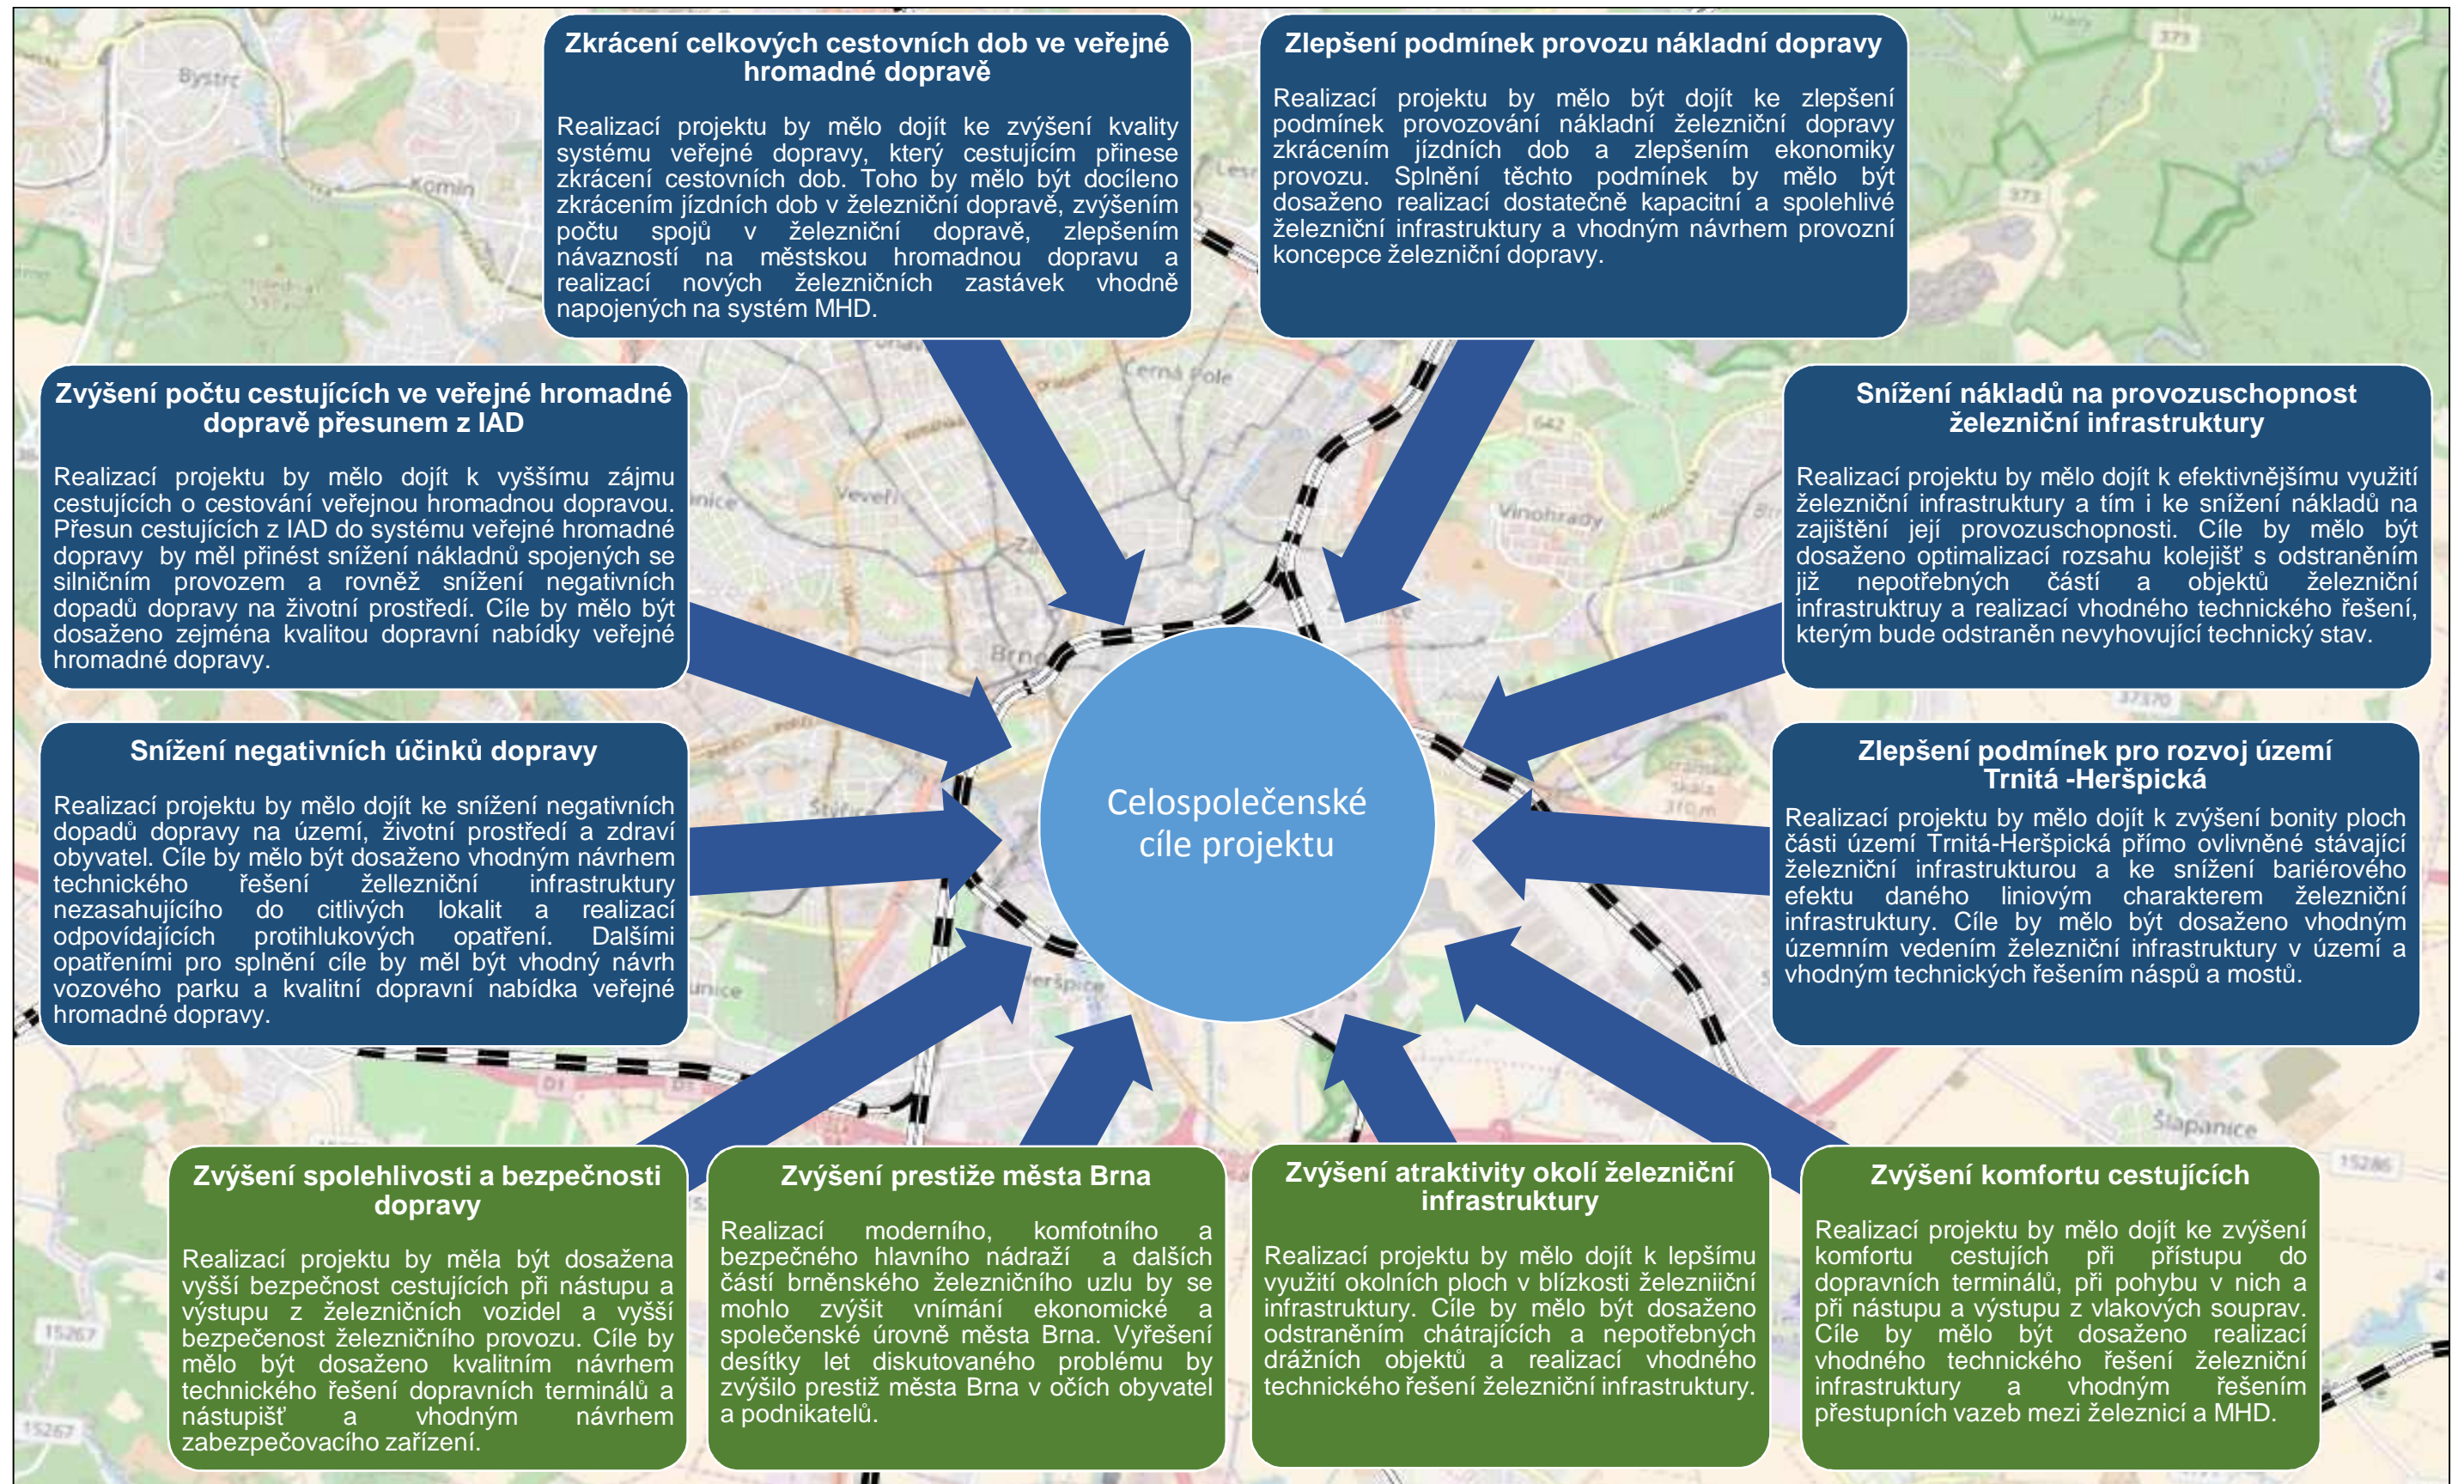 Zkrácení celkových cestovních dob ve veřejné
hromadné dopravě
Realizací projektu by mělo dojít ke zvýšení kvality
systému veřejné dopravy, který cestujícím přinese
zkrácení cestovních dob. Toho by mělo být docíleno
zkrácením jízdních dob v železniční dopravě, zvýšením
počtu spojů v železniční dopravě, zlepšením
návazností na městskou hromadnou dopravu a
realizací nových železničních zastávek vhodně
napojených na systém MHD.
Zlepšení podmínek provozu nákladní dopravy
Realizací projektu by mělo být dojít ke zlepšení
podmínek provozování nákladní železniční dopravy
zkrácením jízdních dob a zlepšením ekonomiky
provozu. Splnění těchto podmínek by mělo být
dosaženo realizací dostatečně kapacitní a spolehlivé
železniční infrastruktury a vhodným návrhem provozní
koncepce železniční dopravy.
Zvýšení počtu cestujících ve veřejné hromadné
dopravě přesunem z IAD
Realizací projektu by mělo dojít k vyššímu zájmu
cestujících o cestování veřejnou hromadnou dopravou.
Přesun cestujících z IAD do systému veřejné hromadné
dopravy by měl přinést snížení nákladnů spojených se
silničním provozem a rovněž snížení negativních
dopadů dopravy na životní prostředí. Cíle by mělo být
dosaženo zejména kvalitou dopravní nabídky veřejné
hromadné dopravy.
Snížení nákladů na provozuschopnost
železniční infrastruktury
Realizací projektu by mělo dojít k efektivnějšímu využití
železniční infrastruktury a tím i ke snížení nákladů na
zajištění její provozuschopnosti. Cíle by mělo být
dosaženo optimalizací rozsahu kolejišť s odstraněním
již nepotřebných částí a objektů železniční
infrastruktruy a realizací vhodného technického řešení,
kterým bude odstraněn nevyhovující technický stav.
Snížení negativních účinků dopravy
Realizací projektu by mělo dojít ke snížení negativních
dopadů dopravy na území, životní prostředí a zdraví
obyvatel. Cíle by mělo být dosaženo vhodným návrhem
technického řešení žellezniční infrastruktury
nezasahujícího do citlivých lokalit a realizací
odpovídajících protihlukových opatření. Dalšími
opatřeními pro splnění cíle by měl být vhodný návrh
vozového parku a kvalitní dopravní nabídka veřejné
hromadné dopravy.
Celospolečenské
cíle projektu
Zlepšení podmínek pro rozvoj území
Trnitá -Heršpická
Realizací projektu by mělo dojít k zvýšení bonity ploch
části území Trnitá-Heršpická přímo ovlivněné stávající
železniční infrastrukturou a ke snížení bariérového
efektu daného liniovým charakterem železniční
infrastruktury. Cíle by mělo být dosaženo vhodným
územním vedením železniční infrastruktury v území a
vhodným technických řešením náspů a mostů.
Zvýšení spolehlivosti a bezpečnosti
dopravy
Realizací projektu by měla být dosažena
vyšší bezpečnost cestujících při nástupu a
výstupu z železničních vozidel a vyšší
bezpečenost železničního provozu. Cíle by
mělo být dosaženo kvalitním návrhem
technického řešení dopravních terminálů a
nástupišť a vhodným návrhem
zabezpečovacího zařízení.
Zvýšení prestiže města Brna
Realizací moderního, komfotního a
bezpečného hlavního nádraží a dalších
částí brněnského železničního uzlu by se
mohlo zvýšit vnímání ekonomické a
společenské úrovně města Brna. Vyřešení
desítky let diskutovaného problému by
zvýšilo prestiž města Brna v očích obyvatel
a podnikatelů.
Zvýšení atraktivity okolí železniční
infrastruktury
Realizací projektu by mělo dojít k lepšímu
využití okolních ploch v blízkosti železniiční
infrastruktury. Cíle by mělo být dosaženo
odstraněním chátrajících a nepotřebných
drážních objektů a realizací vhodného
technického řešení železniční infrastruktury.
Zvýšení komfortu cestujících
Realizací projektu by mělo dojít ke zvýšení
komfortu cestujích při přístupu do
dopravních terminálů, při pohybu v nich a
při nástupu a výstupu z vlakových souprav.
Cíle by mělo být dosaženo realizací
vhodného technického řešení železniční
infrastruktury a vhodným řešením
přestupních vazeb mezi železnicí a MHD.
Bystrc
Komín
373
373
Černá Pole
642
Veveří
Vinohrady
Brno
37370
Štýřice
310 m
D1
Šlapanice
15286
15267
15267